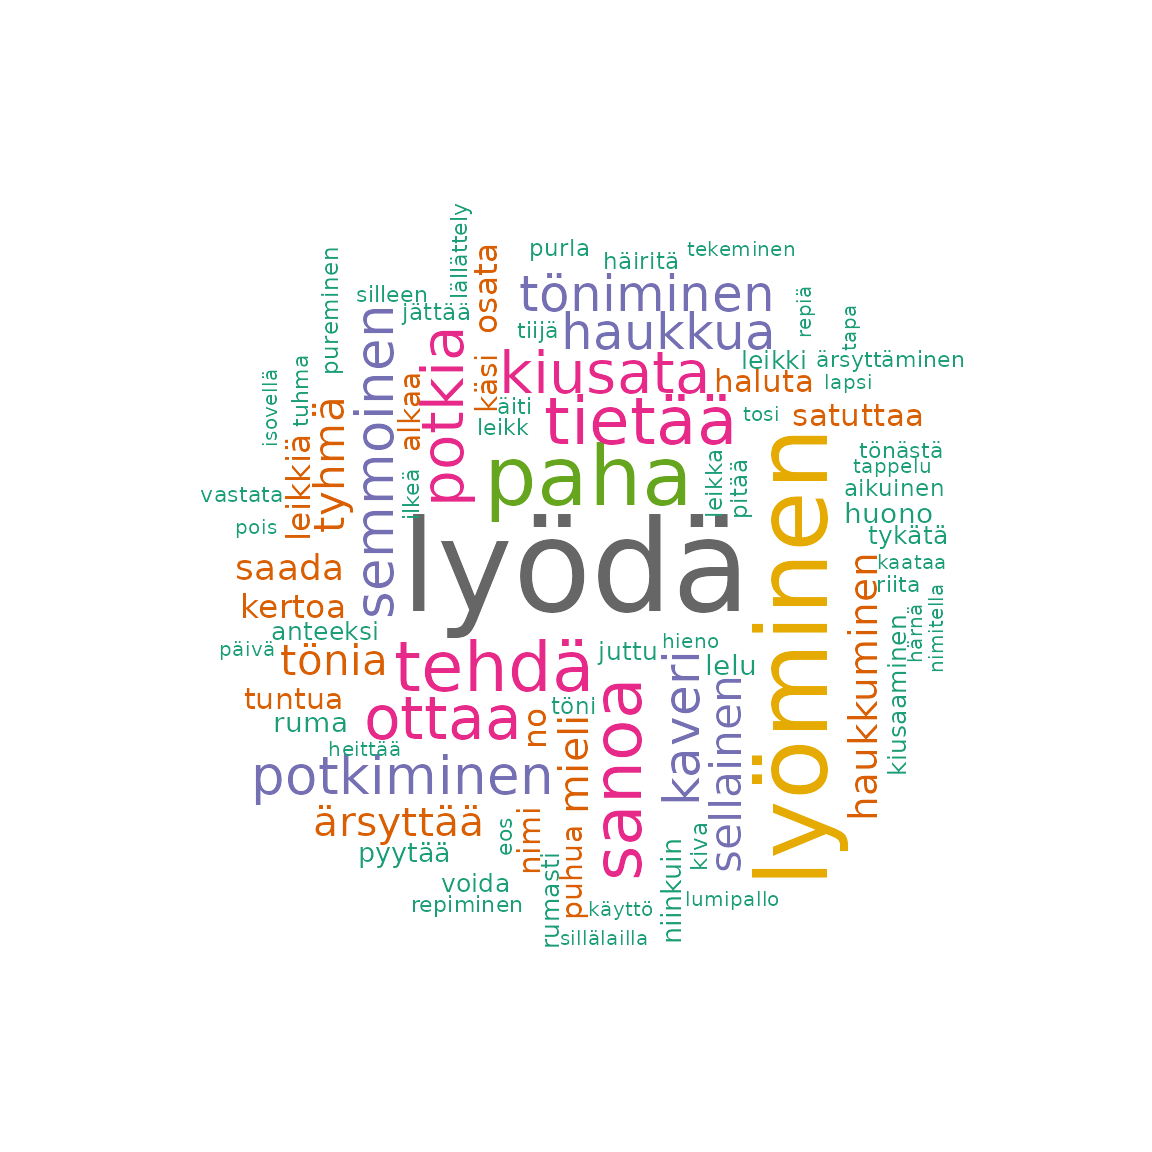 lällättely
purla
häiritä
tekeminen
pureminen
silleen
jättää
osata
töniminen
haukkua
repiä
tapa
tiijä
semmoinen
potkia
käsi
kiusata
leikki
ärsyttäminen
haluta
lapsi
isovelli
tuhma
tyhmä
alkaa
äiti
leikk
tietää
tosi
satuttaa
leikkiä
ilkeä
paha
leikka
pitää
tönästä
tappelu
aikuinen
vastata
pois
huono
tykätä
lyödä
lyöminen
saada
kertoa
kaataa
riita
härnä
nimitella
haukkuminen
kiusaaminen
anteeksi
päivä
tönia
tehdä
juttu
hieno
lelu
kaveri
sellainen
tuntua
ruma
ottaa
no
töni
mieli
sanoa
heittää
potkiminen
ärsyttää
eos
nimi
puhua
kiva
pyytää
niinkuin
voida
repiminen
rumasti
käyttö
lumipallo
sillälailla